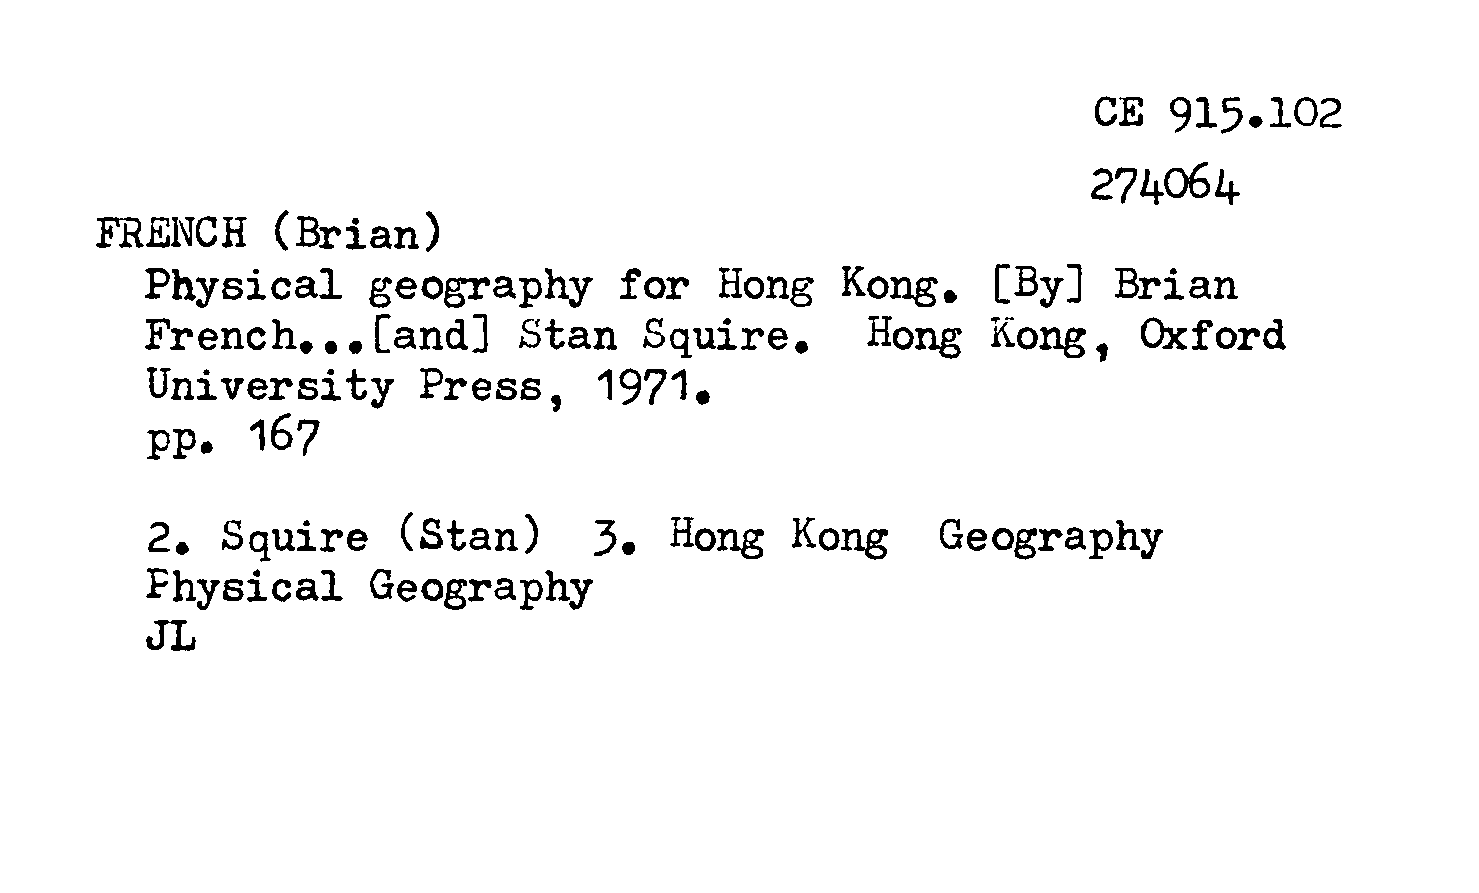 CE 915.102
274064
FRENCH (Brian)
Physical geography for Hong Kong. [By] Brian
French...[and] Stan Squire. Hong Kong, Oxford
University Press, 1971.
pp. 167
2. Squire (Stan) 3. Hong Kong Geography
Physical Geography
JL